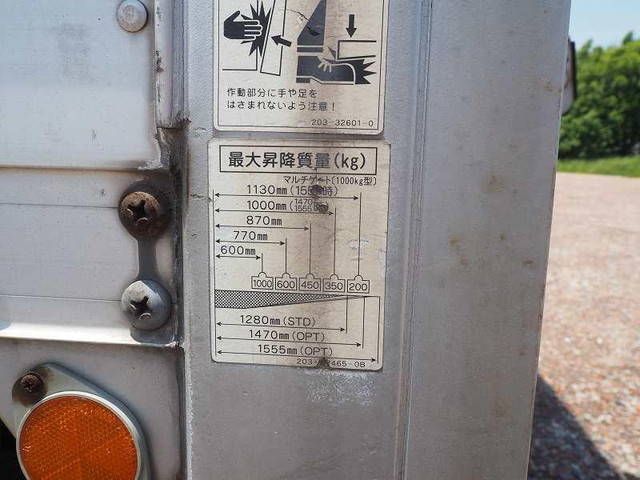 作動部分に手や足を
はさまれないよう注意!
203-32601-0
最大昇降質量(kg)
マルチゲート(1000kg型)
1130mm(1555時)
1000mm(1470 1555時)
870mm
770mm
600mm
1000 600 450 350 200
1280mm(STD)
1470mm(OPT)
1555mm(OPT)